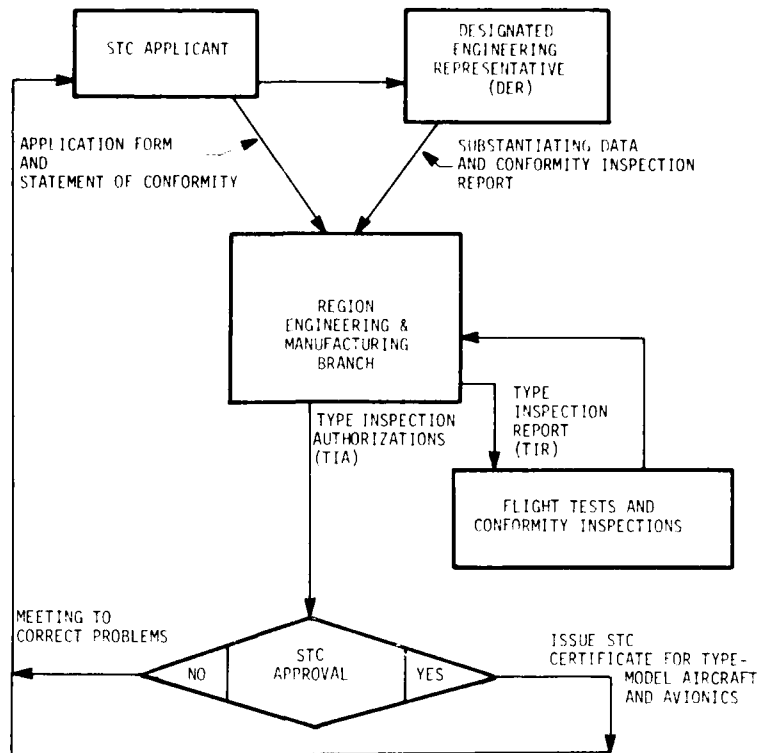 STC APPLICANT
DESIGNATED
ENGINEERING
REPRESENTATIVE
(DER)
APPLICATION FORM
AND
STATEMENT OF CONFORMITY
SUBSTANTIATING DATA
AND CONFORMITY INSPECTION
REPORT
REGION
ENGINEERING &
MANUFACTURING
BRANCH
TYPE INSPECTION
AUTHORIZATIONS
(TIA)
TYPE
INSPECTION
REPORT
(TIR)
FLIGHT TESTS AND
CONFORMITY INSPECTIONS
MEETING TO
CORRECT PROBLEMS
NO
STC
APPROVAL
YES
ISSUE STC
CERTIFICATE FOR TYPE-
MODEL AIRCRAFT
AND AVIONICS